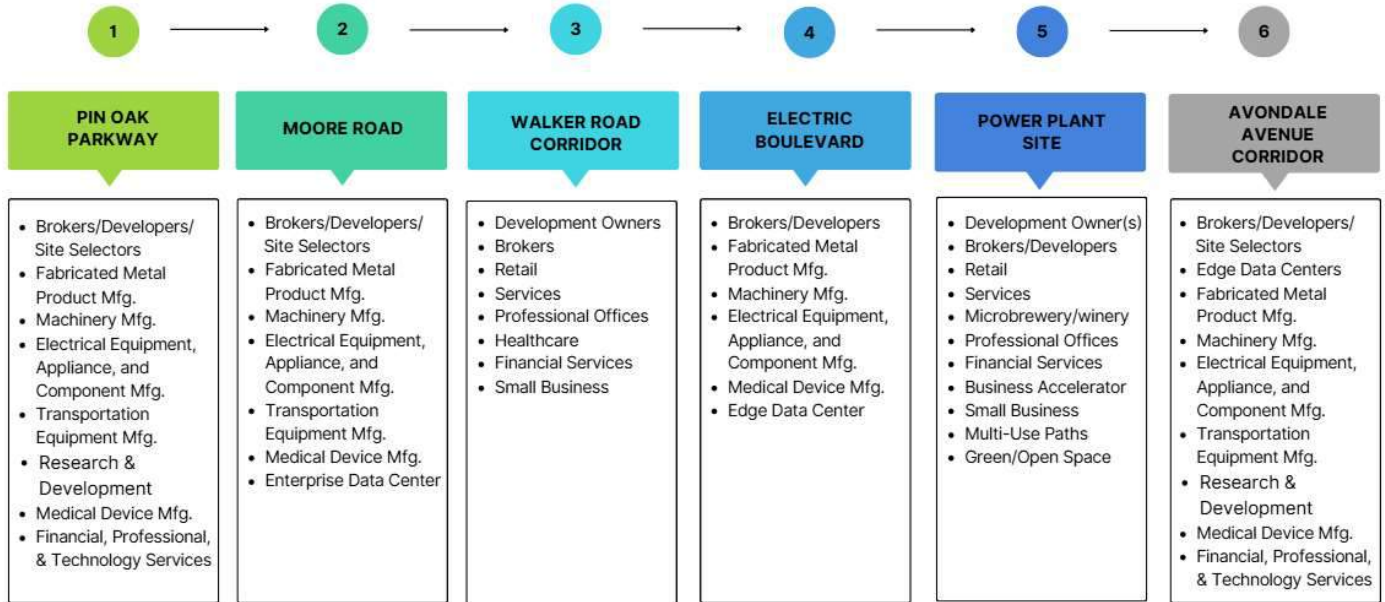 1
2
3
4
5
6
PIN OAK
PARKWAY
MOORE ROAD
WALKER ROAD
CORRIDOR
ELECTRIC
BOULEVARD
POWER PLANT
SITE
AVONDALE
AVENUE
CORRIDOR
• Brokers/Developers/
Site Selectors
• Fabricated Metal
Product Mfg.
• Machinery Mfg.
• Electrical Equipment,
Appliance, and
Component Mfg.
• Transportation
Equipment Mfg.
• Research &
Development
• Medical Device Mfg.
• Financial, Professional,
& Technology Services
• Brokers/Developers/
Site Selectors
• Fabricated Metal
Product Mfg.
• Machinery Mfg.
• Electrical Equipment,
Appliance, and
Component Mfg.
• Transportation
Equipment Mfg.
• Medical Device Mfg.
• Enterprise Data Center
• Development Owners
• Brokers
• Retail
• Services
• Professional Offices
• Healthcare
• Financial Services
• Small Business
• Brokers/Developers
• Fabricated Metal
Product Mfg.
• Machinery Mfg.
• Electrical Equipment,
Appliance, and
Component Mfg.
• Medical Device Mfg.
• Edge Data Center
• Development Owner(s)
• Brokers/Developers
• Retail
• Services
• Microbrewery/winery
• Professional Offices
• Financial Services
• Business Accelerator
• Small Business
• Multi-Use Paths
• Green/Open Space
• Brokers/Developers/
Site Selectors
• Edge Data Centers
• Fabricated Metal
Product Mfg.
• Machinery Mfg.
• Electrical Equipment,
Appliance, and
Component Mfg.
• Transportation
Equipment Mfg.
• Research &
Development
• Medical Device Mfg.
• Financial, Professional,
& Technology Services